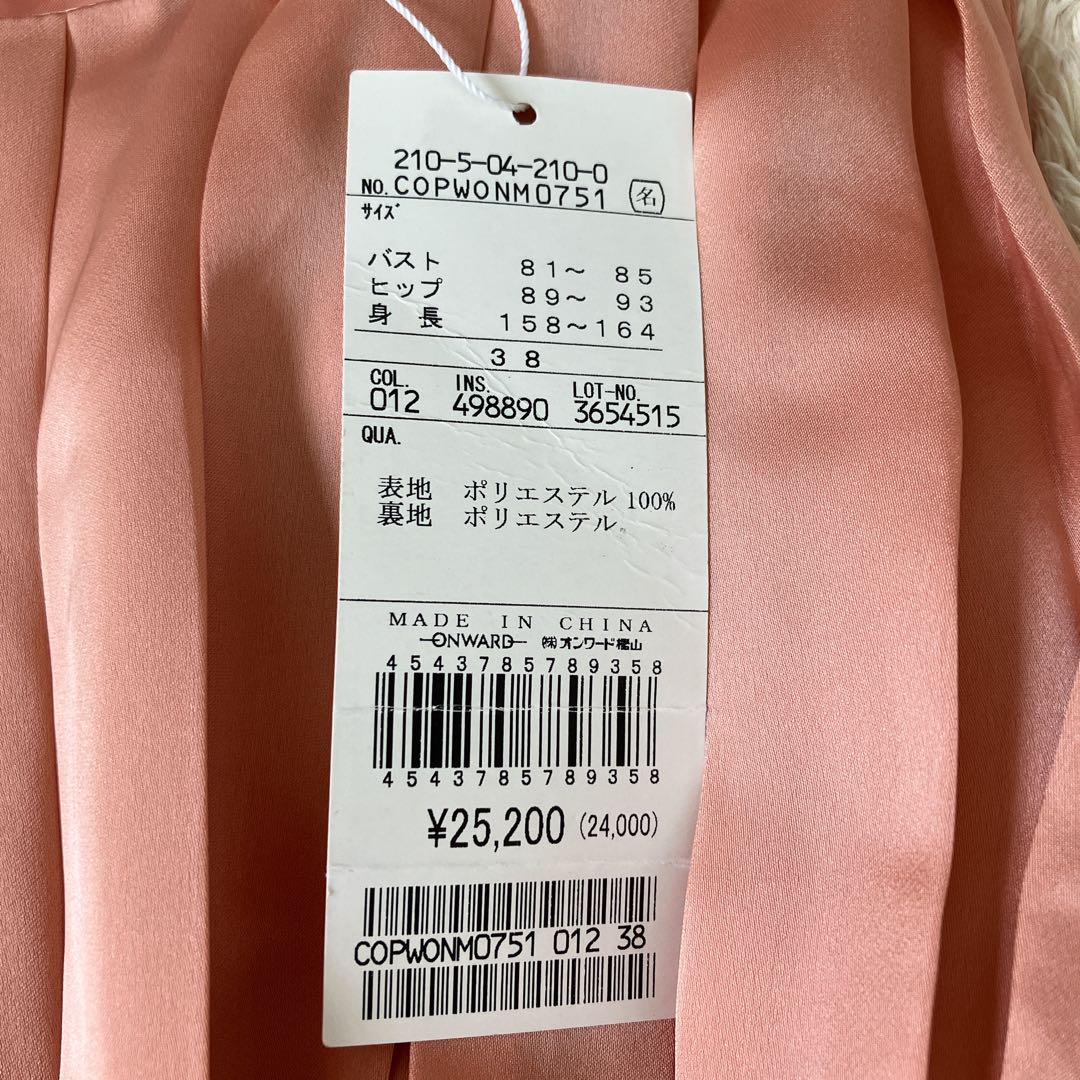 210-5-04-210-0
NO. COPWONM0751 名
ｻｲｽﾞ
バスト 81～ 85
ヒップ 89～ 93
身 長 158～164
38
COL. INS. LOT-NO.
012 498890 3654515
QUA.
表地 ポリエステル 100%
裏地 ポリエステル
MADE IN CHINA
ONWARD ㈱オンワード樫山
4543785789358
4543785789358
¥25,200 (24,000)
COPWONM0751 012 38